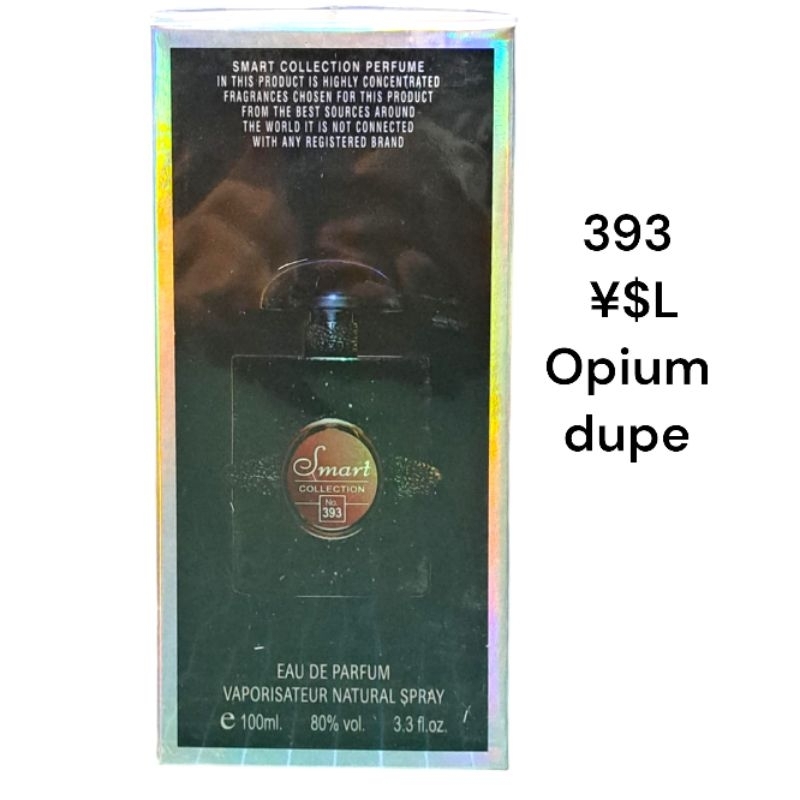 SMART COLLECTION PERFUME
IN THIS PRODUCT IS HIGHLY CONCENTRATED
FRAGRANCES CHOSEN FOR THIS PRODUCT
FROM THE BEST SOURCES AROUND
THE WORLD IT IS NOT CONNECTED
WITH ANY REGISTERED BRAND
Smart
COLLECTION
No.
393
EAU DE PARFUM
VAPORISATEUR NATURAL SPRAY
e 100ml. 80% vol. 3.3 fl.oz.
393
¥$L
Opium
dupe